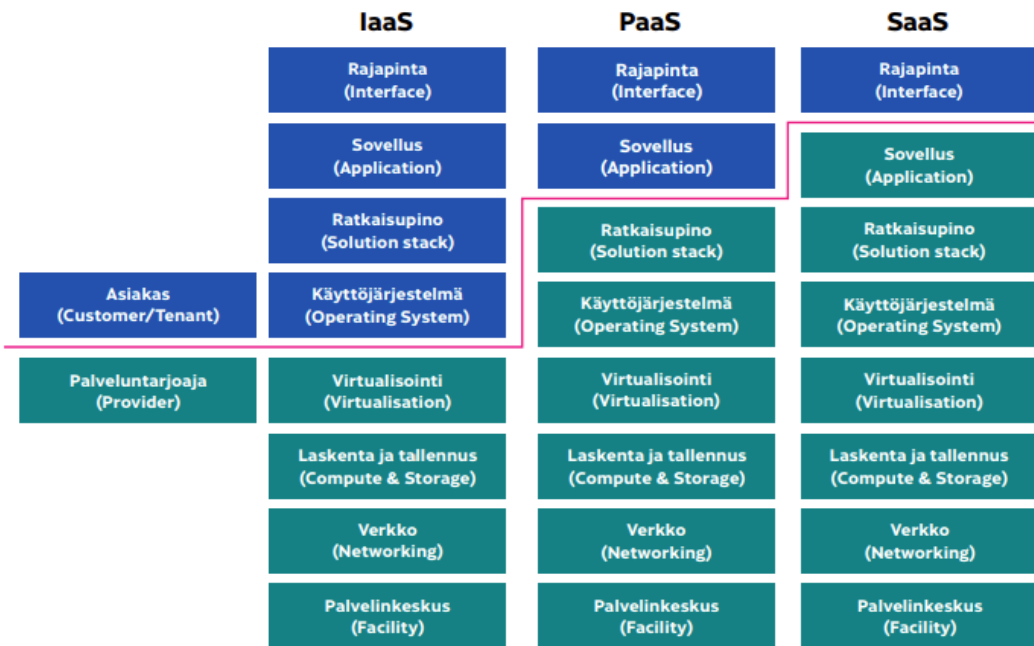 IaaS
PaaS
SaaS
Rajapinta
(Interface)
Rajapinta
(Interface)
Rajapinta
(Interface)
Sovellus
(Application)
Sovellus
(Application)
Sovellus
(Application)
Ratkaisupino
(Solution stack)
Ratkaisupino
(Solution stack)
Ratkaisupino
(Solution stack)
Asiakas
(Customer/Tenant)
Käyttöjärjestelmä
(Operating System)
Käyttöjärjestelmä
(Operating System)
Käyttöjärjestelmä
(Operating System)
Palveluntarjoaja
(Provider)
Virtualisointi
(Virtualisation)
Virtualisointi
(Virtualisation)
Virtualisointi
(Virtualisation)
Laskenta ja tallennus
(Compute & Storage)
Laskenta ja tallennus
(Compute & Storage)
Laskenta ja tallennus
(Compute & Storage)
Verkko
(Networking)
Verkko
(Networking)
Verkko
(Networking)
Palvelinkeskus
(Facility)
Palvelinkeskus
(Facility)
Palvelinkeskus
(Facility)